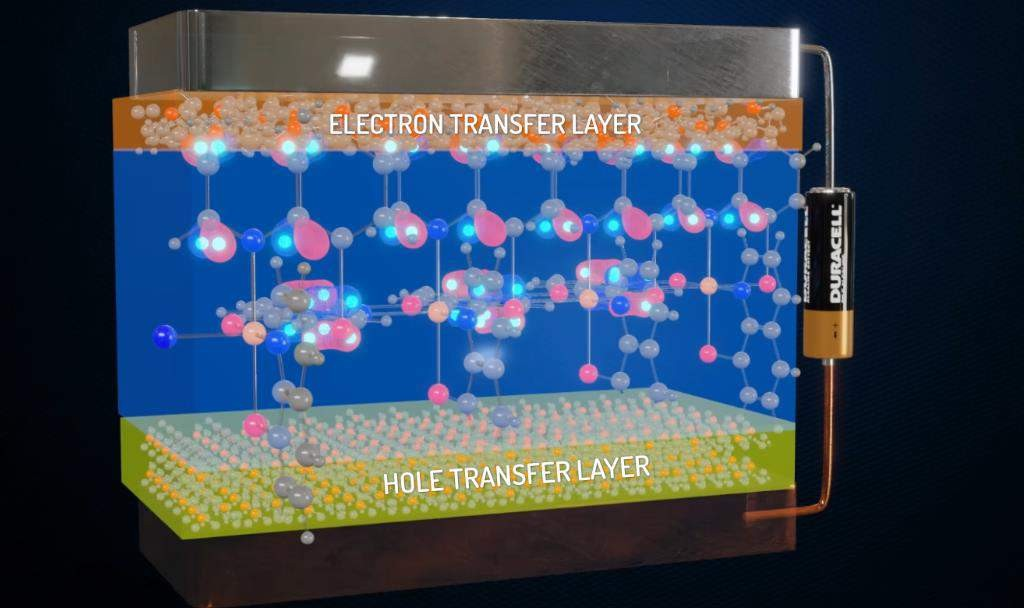 ELECTRON TRANSFER LAYER
HOLE TRANSFER LAYER
DURACELL